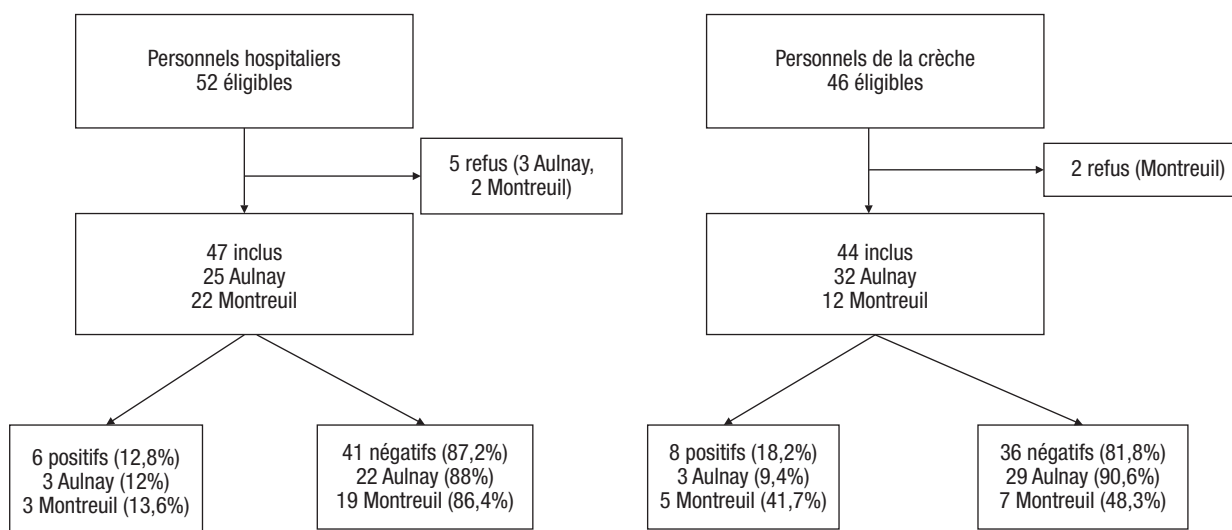 Personnels hospitaliers
52 éligibles
5 refus (3 Aulnay,
2 Montreuil)
47 inclus
25 Aulnay
22 Montreuil
6 positifs (12,8%)
3 Aulnay (12%)
3 Montreuil (13,6%)
41 négatifs (87,2%)
22 Aulnay (88%)
19 Montreuil (86,4%)
Personnels de la crèche
46 éligibles
2 refus (Montreuil)
44 inclus
32 Aulnay
12 Montreuil
8 positifs (18,2%)
3 Aulnay (9,4%)
5 Montreuil (41,7%)
36 négatifs (81,8%)
29 Aulnay (90,6%)
7 Montreuil (48,3%)